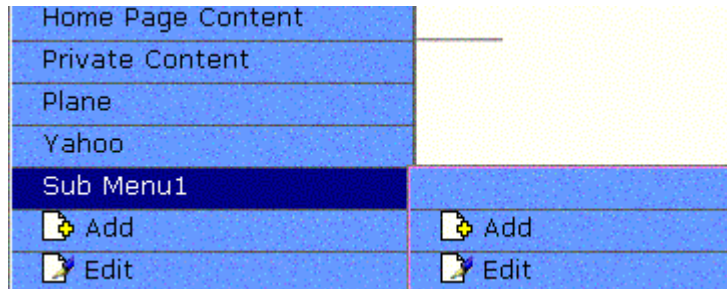 Home Page Content
Private Content
Plane
Yahoo
Sub Menu1
Add
Add
Edit
Edit